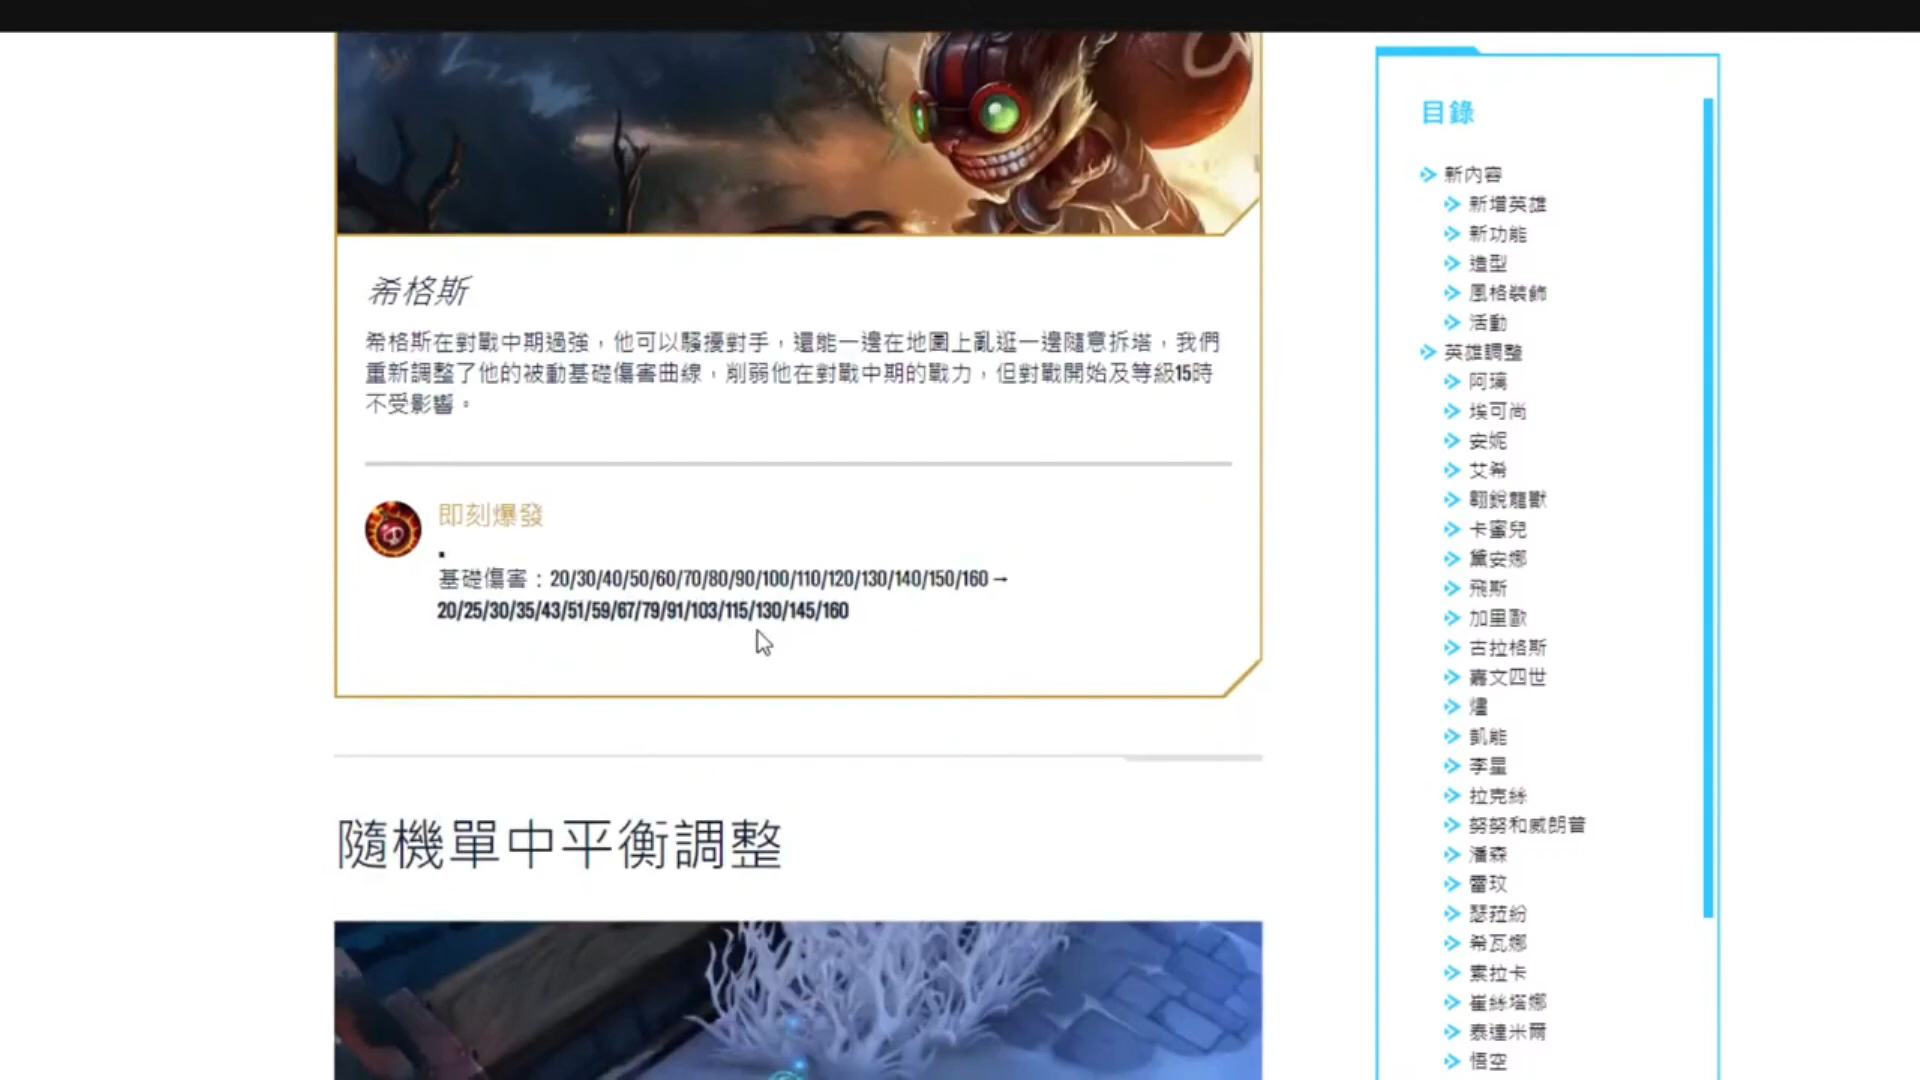 希格斯
希格斯在對戰中期過強，他可以騷擾對手，還能一邊在地圖上亂逛一邊隨意拆塔，我們
重新調整了他的被動基礎傷害曲線，削弱他在對戰中期的戰力，但對戰開始及等級15時
不受影響。
即刻爆發
基礎傷害：20/30/40/50/60/70/80/90/100/110/120/130/140/150/160→
20/25/30/35/43/51/59/67/79/91/103/115/130/145/160
隨機單中平衡調整
目錄
新內容
新增英雄
新功能
造型
風格裝飾
活動
英雄調整
阿璃
埃可尚
安妮
艾希
翱銳龍獸
卡蜜兒
黛安娜
飛斯
加里歐
古拉格斯
嘉文四世
燼
凱能
李星
拉克絲
努努和威朗普
潘森
雷玟
瑟菈紛
希瓦娜
索拉卡
崔絲塔娜
泰達米爾
悟空